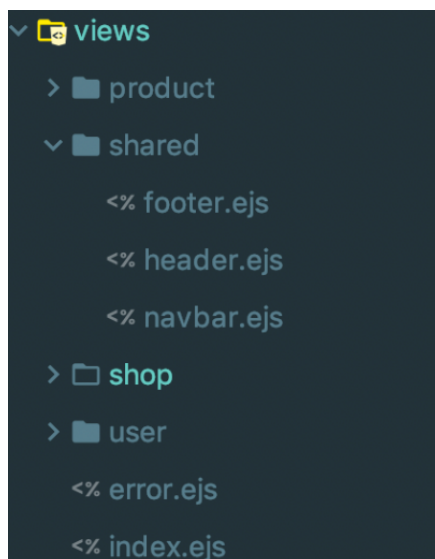 views
product
shared
<% footer.ejs
<% header.ejs
<% navbar.ejs
shop
user
<% error.ejs
<% index.ejs